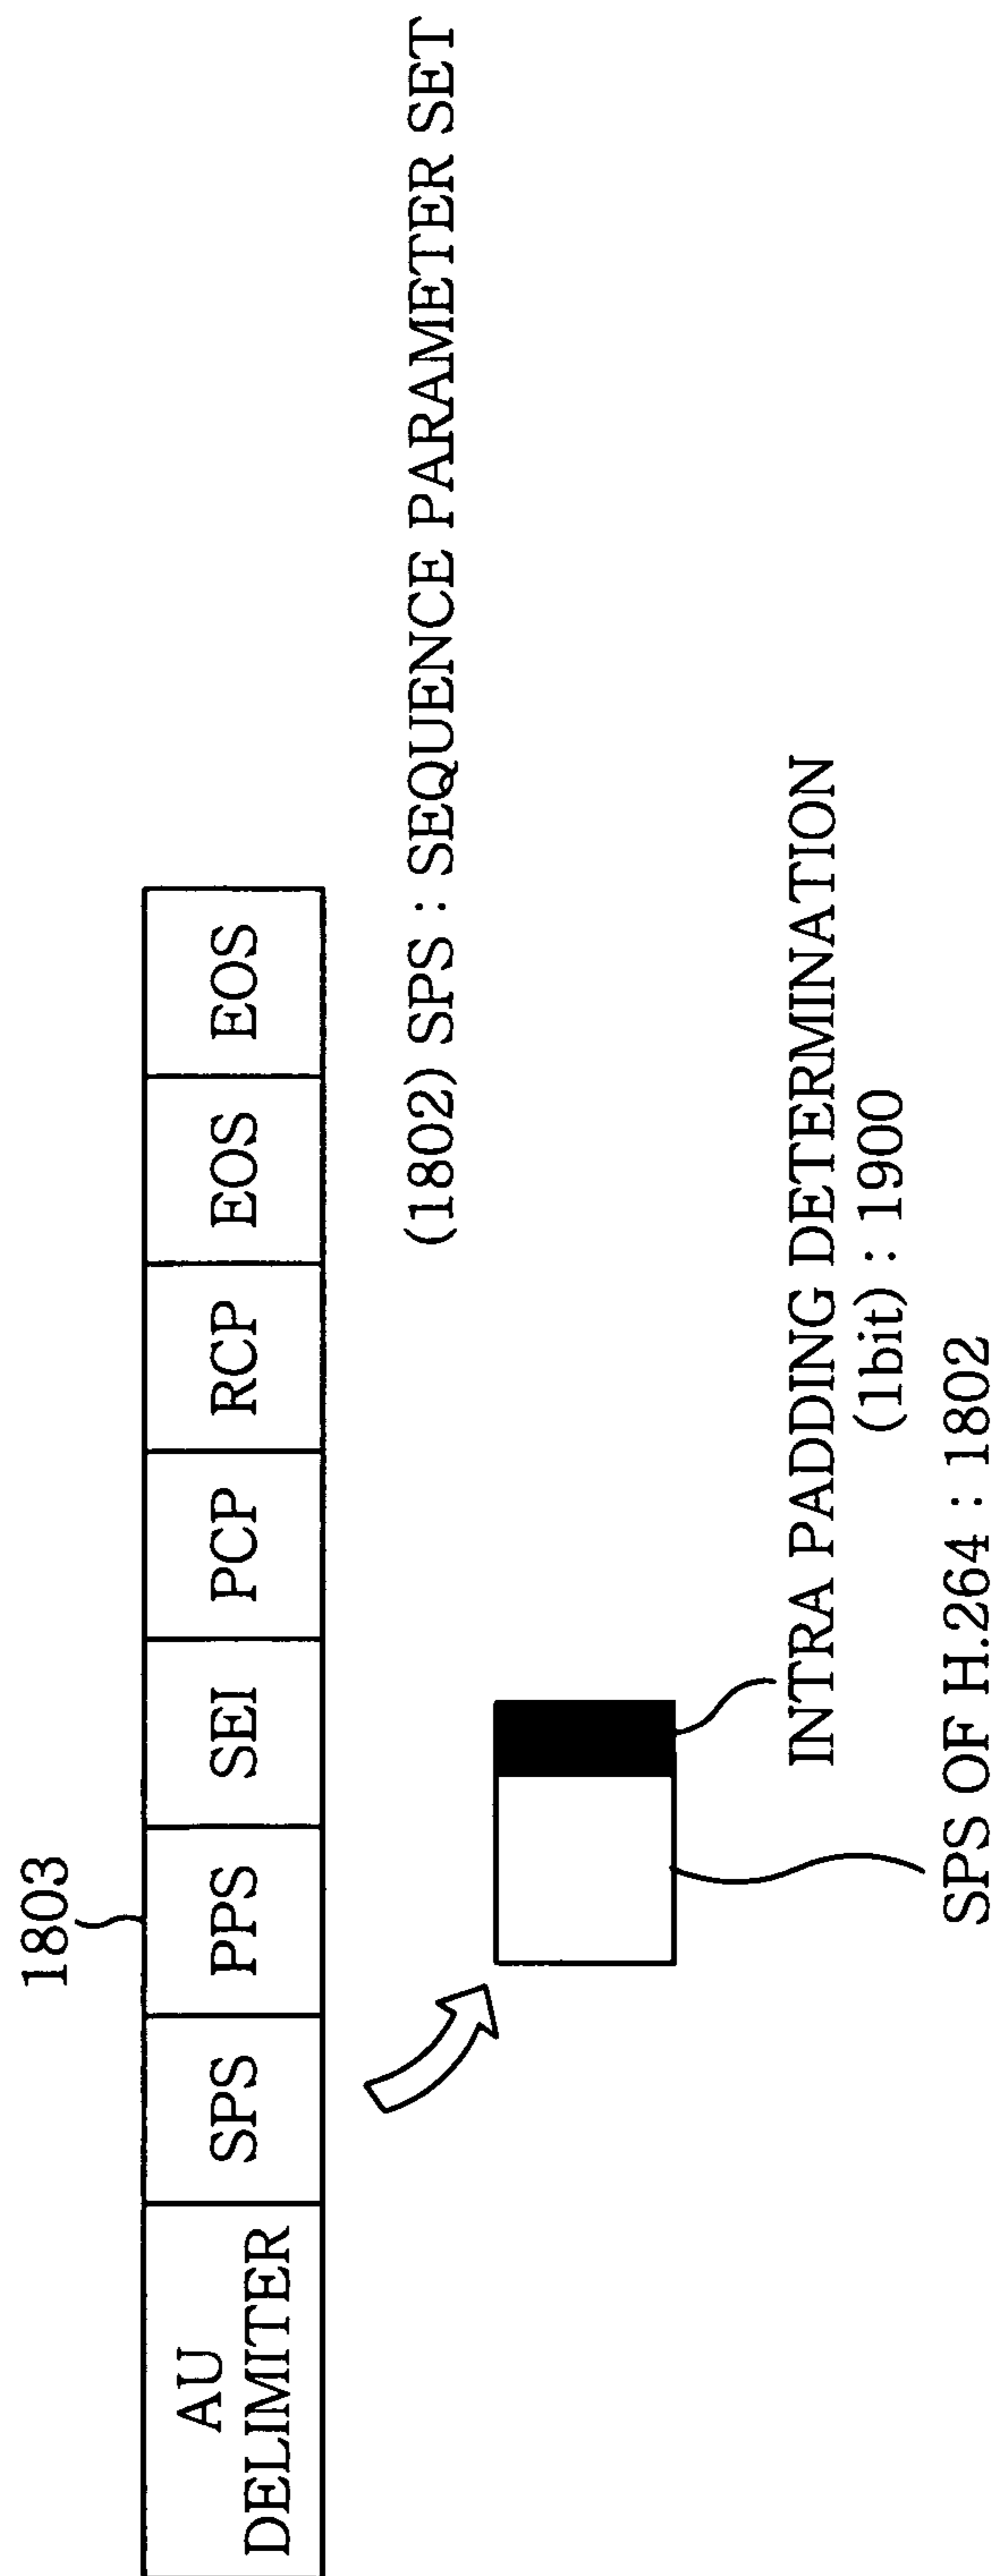 1803
AU
DELIMITER
SPS
PPS
SEI
PCP
RCP
EOS
EOS
(1802) SPS : SEQUENCE PARAMETER SET
INTRA PADDING DETERMINATION
(1bit) : 1900
SPS OF H.264 : 1802